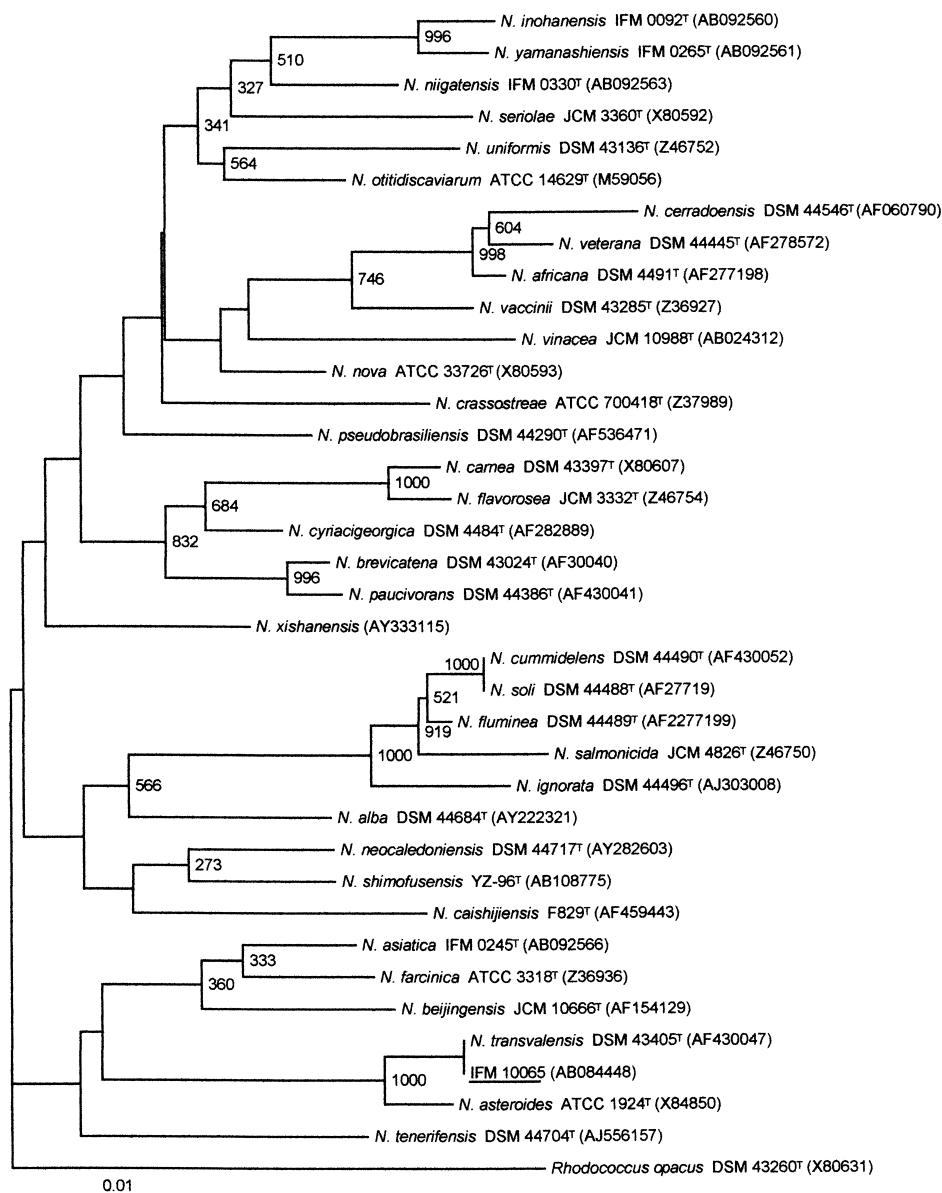 N. inohanensis IFM 0092ᵀ (AB092560)
996
N. yamanashiensis IFM 0265ᵀ (AB092561)
510
N. niigatensis IFM 0330ᵀ (AB092563)
327
N. seriolae JCM 3360ᵀ (X80592)
341
N. uniformis DSM 43136ᵀ (Z46752)
564
N. otitidiscaviarum ATCC 14629ᵀ (M59056)
N. cerradoensis DSM 44546ᵀ (AF060790)
604
N. veterana DSM 44445ᵀ (AF278572)
998
N. africana DSM 4491ᵀ (AF277198)
746
N. vaccinii DSM 43285ᵀ (Z36927)
N. vinacea JCM 10988ᵀ (AB024312)
N. nova ATCC 33726ᵀ (X80593)
N. crassostreae ATCC 700418ᵀ (Z37989)
N. pseudobrasiliensis DSM 44290ᵀ (AF536471)
N. carnea DSM 43397ᵀ (X80607)
1000
N. flavorosea JCM 3332ᵀ (Z46754)
684
N. cyriacigeorgica DSM 4484ᵀ (AF282889)
832
N. brevicatena DSM 43024ᵀ (AF30040)
996
N. paucivorans DSM 44386ᵀ (AF430041)
N. xishanensis (AY333115)
N. cummidelens DSM 44490ᵀ (AF430052)
1000
N. soli DSM 44488ᵀ (AF27719)
521
N. fluminea DSM 44489ᵀ (AF2277199)
919
N. salmonicida JCM 4826ᵀ (Z46750)
1000
N. ignorata DSM 44496ᵀ (AJ303008)
566
N. alba DSM 44684ᵀ (AY222321)
N. neocaledoniensis DSM 44717ᵀ (AY282603)
273
N. shimofusensis YZ-96ᵀ (AB108775)
N. caishijiensis F829ᵀ (AF459443)
N. asiatica IFM 0245ᵀ (AB092566)
333
N. farcinica ATCC 3318ᵀ (Z36936)
360
N. beijingensis JCM 10666ᵀ (AF154129)
N. transvalensis DSM 43405ᵀ (AF430047)
IFM 10065 (AB084448)
1000
N. asteroides ATCC 1924ᵀ (X84850)
N. tenerifensis DSM 44704ᵀ (AJ556157)
Rhodococcus opacus DSM 43260ᵀ (X80631)
0.01